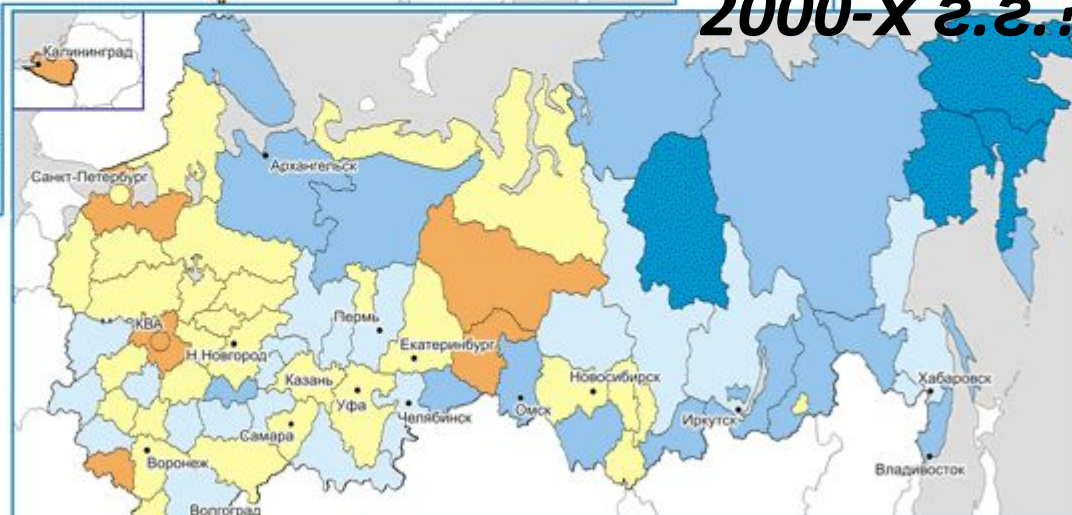 2000-х г.г.:
Калининград
Архангельск
Санкт-Петербург
Пермь
Н.Новгород
Екатеринбург
Казань
Новосибирск
Хабаровск
Уфа
Челябинск
Омск
Иркутск
Самара
Воронеж
Владивосток
Волгоград